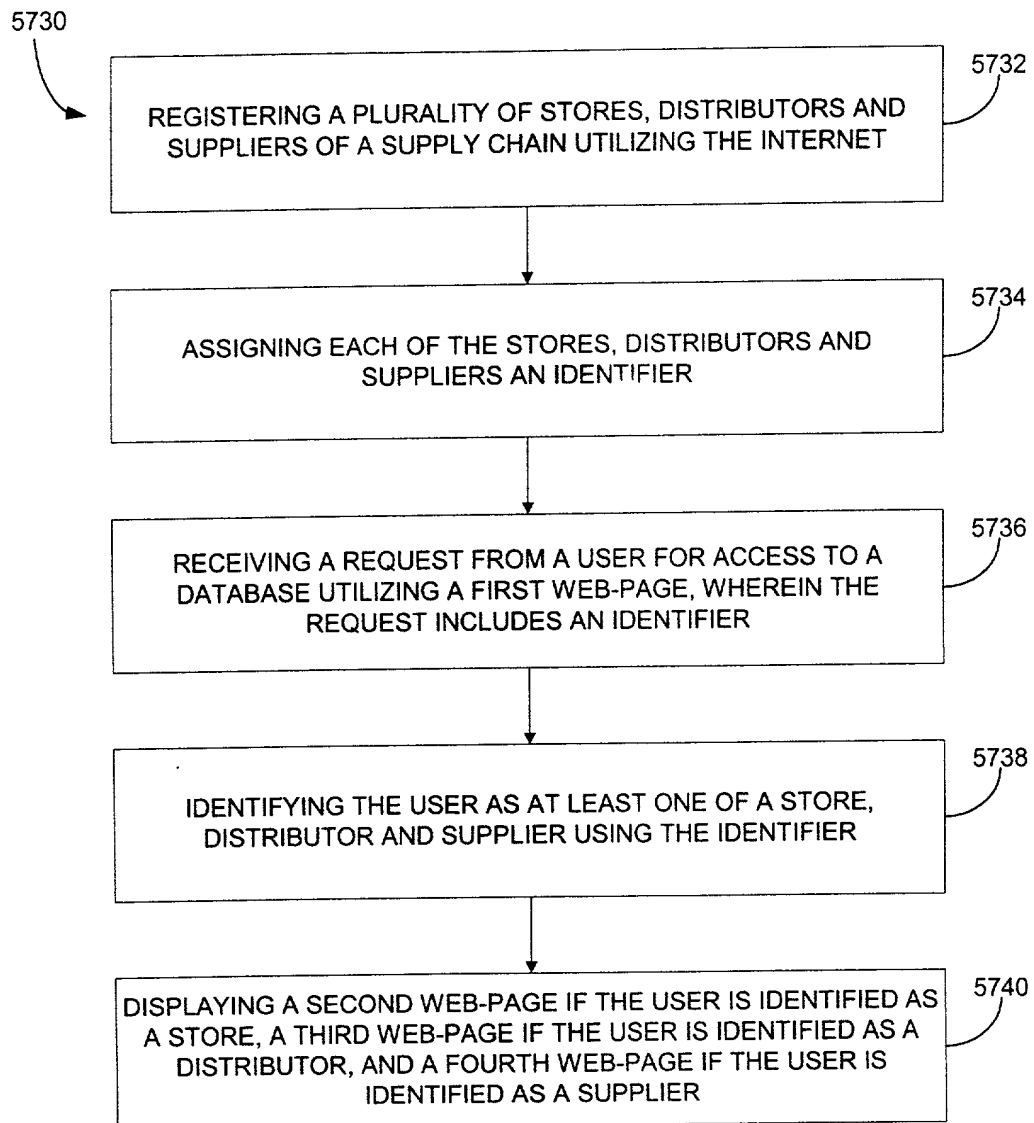 5730
5732
REGISTERING A PLURALITY OF STORES, DISTRIBUTORS AND
SUPPLIERS OF A SUPPLY CHAIN UTILIZING THE INTERNET
5734
ASSIGNING EACH OF THE STORES, DISTRIBUTORS AND
SUPPLIERS AN IDENTIFIER
5736
RECEIVING A REQUEST FROM A USER FOR ACCESS TO A
DATABASE UTILIZING A FIRST WEB-PAGE, WHEREIN THE
REQUEST INCLUDES AN IDENTIFIER
5738
IDENTIFYING THE USER AS AT LEAST ONE OF A STORE,
DISTRIBUTOR AND SUPPLIER USING THE IDENTIFIER
5740
DISPLAYING A SECOND WEB-PAGE IF THE USER IS IDENTIFIED AS
A STORE, A THIRD WEB-PAGE IF THE USER IS IDENTIFIED AS A
DISTRIBUTOR, AND A FOURTH WEB-PAGE IF THE USER IS
IDENTIFIED AS A SUPPLIER